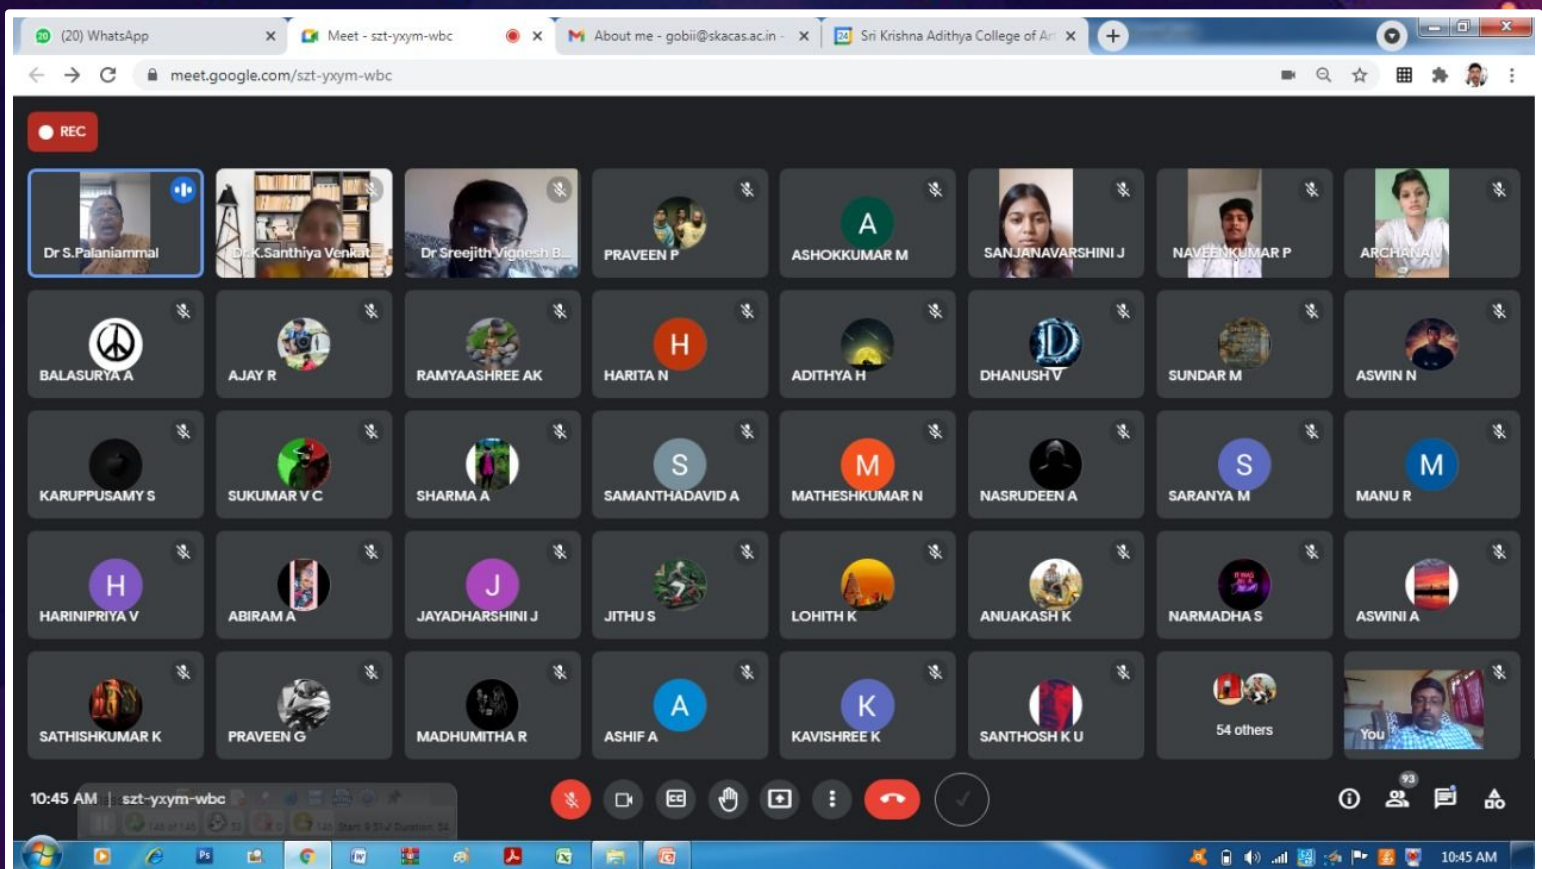 (20) WhatsApp
Meet - szt-yxym-wbc
About me - gobii@skacas.ac.in -
Sri Krishna Adithya College of Ar
meet.google.com/szt-yxym-wbc
REC
Dr S.Palaniammal
Dr.K.Santhiya Venkat...
Dr Sreejith Vignesh B...
PRAVEEN P
A
ASHOKKUMAR M
SANJANAVARSHINI J
NAVEENKUMAR P
ARCHANA V
BALASURYA A
AJAY R
RAMYAASHREE AK
H
HARITA N
ADITHYA H
D
DHANUSH V
SUNDAR M
ASWIN N
KARUPPUSAMY S
SUKUMAR V C
SHARMA A
S
SAMANTHADAVID A
M
MATHESHKUMAR N
NASRUDEEN A
S
SARANYA M
M
MANU R
H
HARINIPRIYA V
ABIRAM A
J
JAYADHARSHINI J
JITHU S
LOHITH K
ANUAKASH K
NARMADHA S
ASWINI A
SATHISHKUMAR K
PRAVEEN G
MADHUMITHA R
A
ASHIF A
K
KAVISHREE K
SANTHOSH K U
54 others
You
10:45 AM | szt-yxym-wbc
CC
93
Ps
10:45 AM